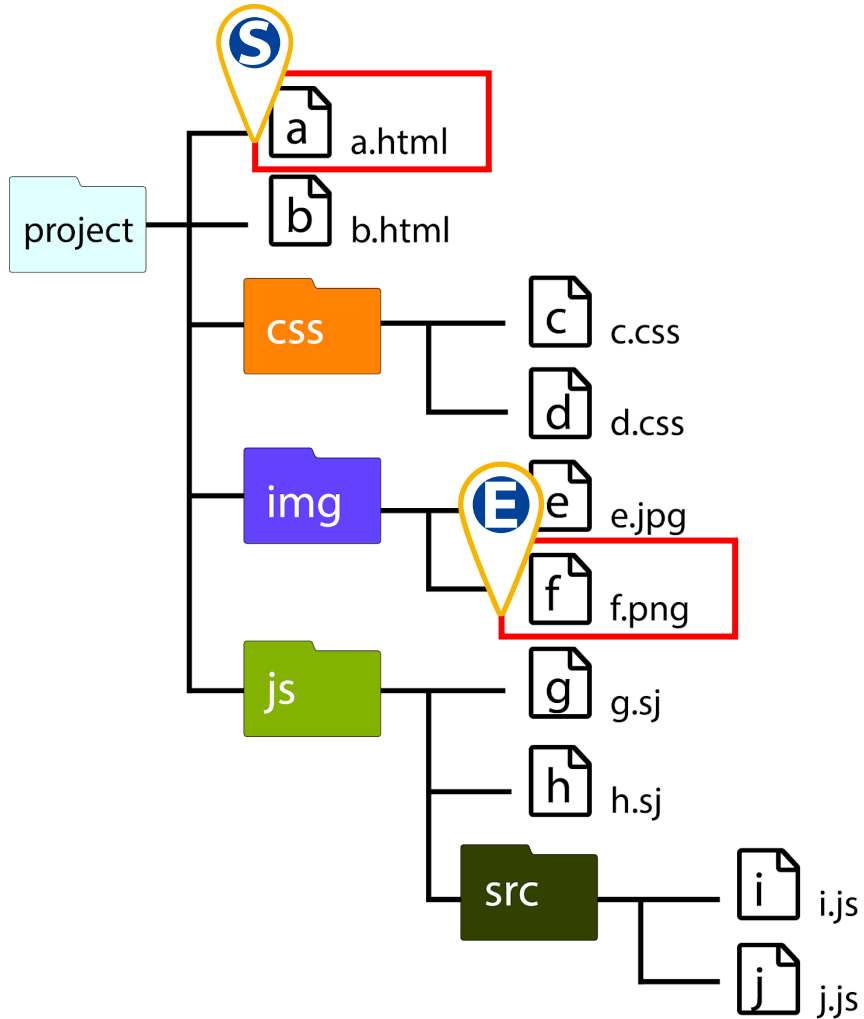 S
a
a.html
project
b
b.html
css
c
c.css
d
d.css
img
E
e
e.jpg
f
f.png
js
g
g.sj
h
h.sj
src
i
i.js
j
j.js